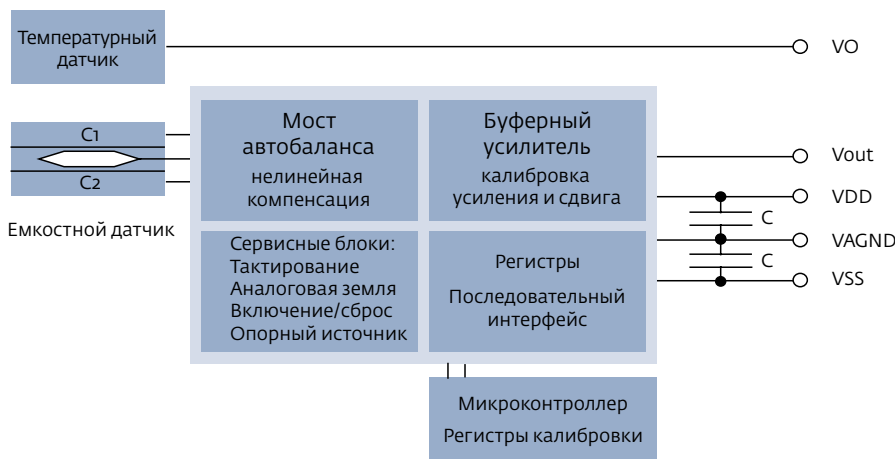 Температурный
датчик
VO
C1
C2
Емкостной датчик
Мост
автобаланса
нелинейная
компенсация
Буферный
усилитель
калибровка
усиления и сдвига
Сервисные блоки:
Тактирование
Аналоговая земля
Включение/сброс
Опорный источник
Регистры
Последовательный
интерфейс
Vout
VDD
C
VAGND
C
VSS
Микроконтроллер
Регистры калибровки